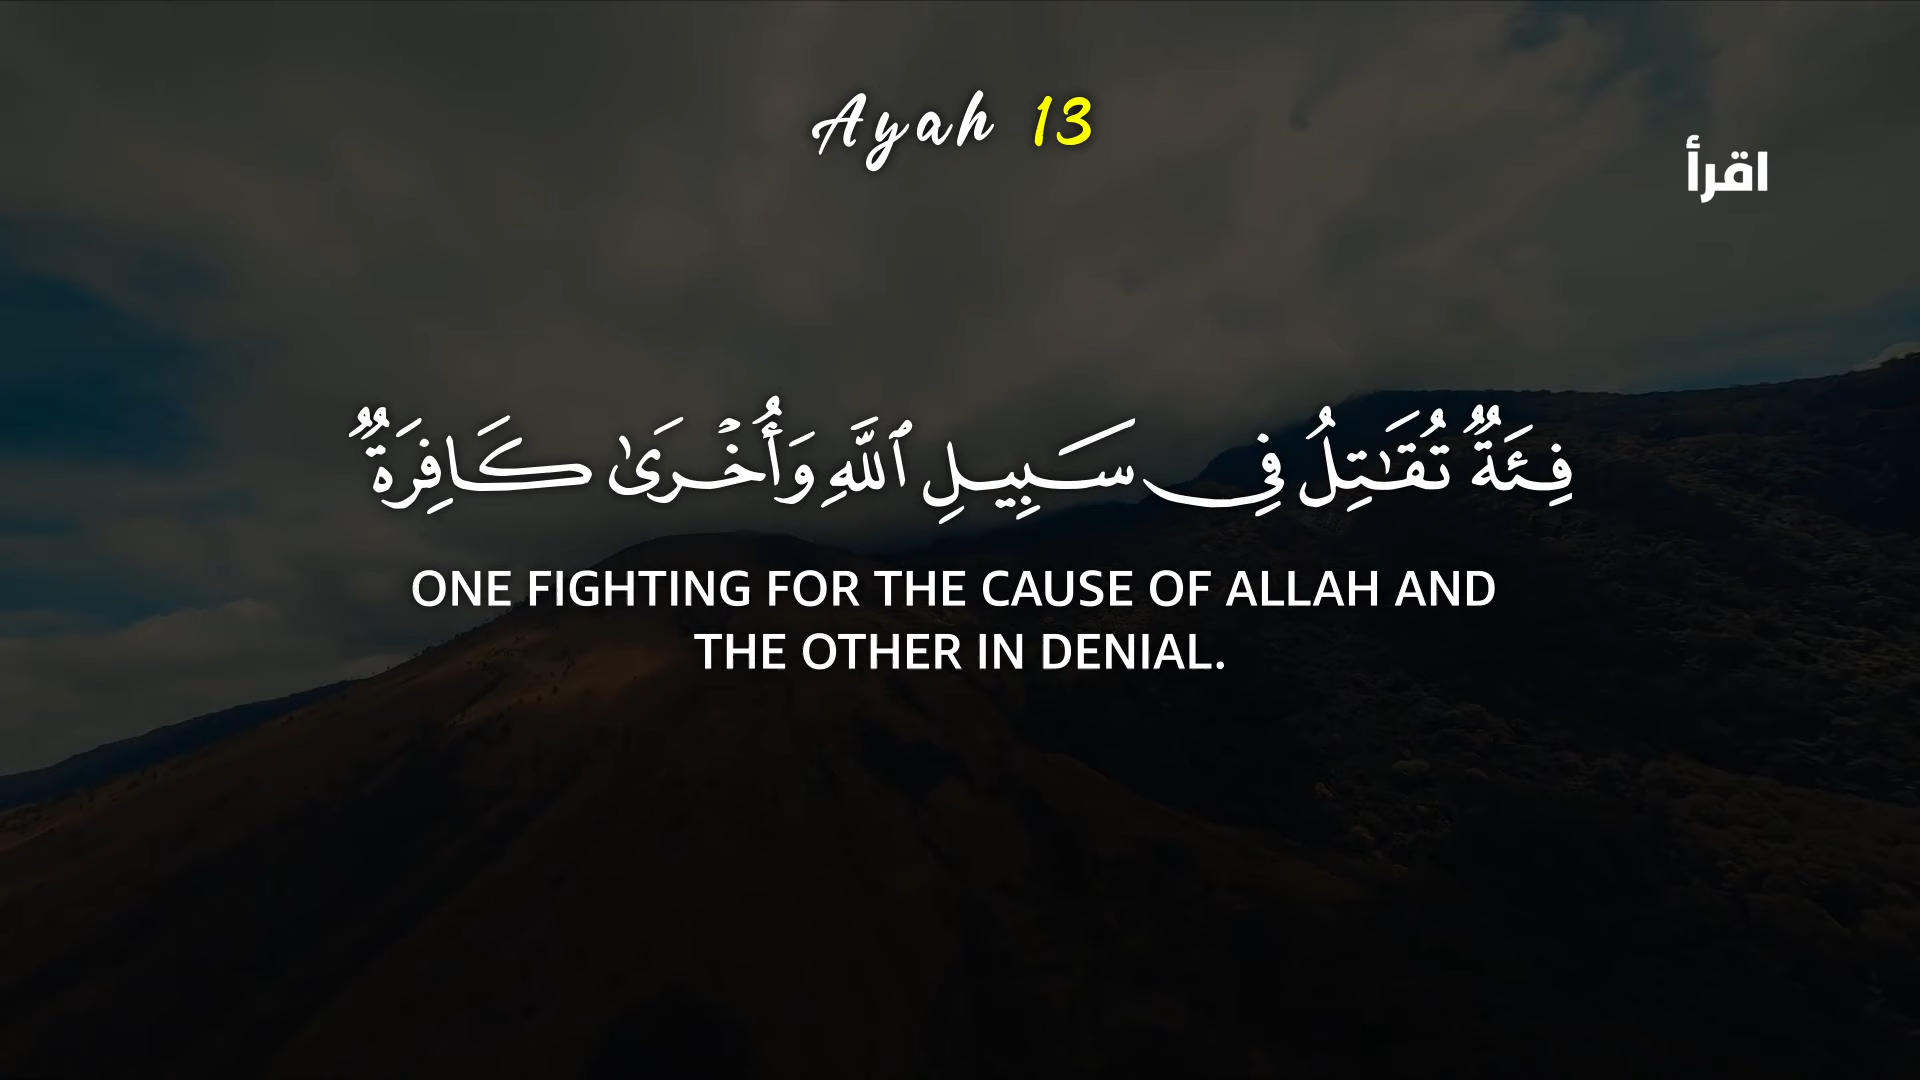 Ayah 13
اقرأ
فِئَةٌ تُقَـٰتِلُ فِى سَبِيلِ ٱللَّهِ وَأُخْرَىٰ كَافِرَةٌ
ONE FIGHTING FOR THE CAUSE OF ALLAH AND
THE OTHER IN DENIAL.